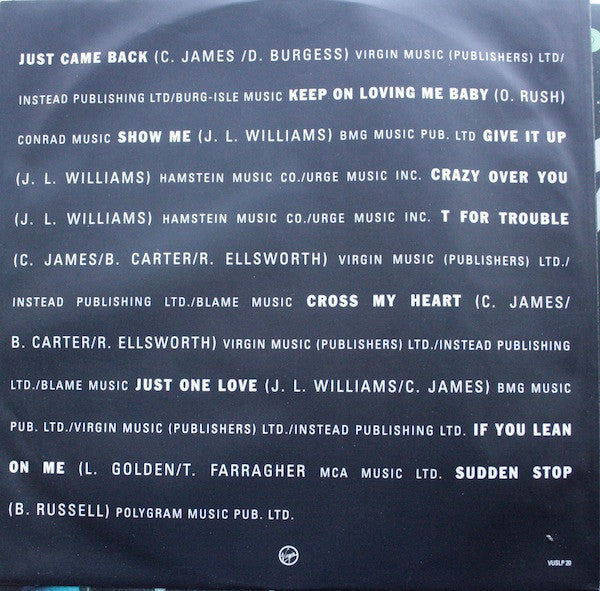 JUST CAME BACK (C. JAMES /D. BURGESS) VIRGIN MUSIC (PUBLISHERS) LTD/
INSTEAD PUBLISHING LTD/BURG-ISLE MUSIC KEEP ON LOVING ME BABY (O. RUSH)
CONRAD MUSIC SHOW ME (J. L. WILLIAMS) BMG MUSIC PUB. LTD GIVE IT UP
(J. L. WILLIAMS) HAMSTEIN MUSIC CO./URGE MUSIC INC. CRAZY OVER YOU
(J. L. WILLIAMS) HAMSTEIN MUSIC CO./URGE MUSIC INC. T FOR TROUBLE
(C. JAMES/B. CARTER/R. ELLSWORTH) VIRGIN MUSIC (PUBLISHERS) LTD./
INSTEAD PUBLISHING LTD./BLAME MUSIC CROSS MY HEART (C. JAMES/
B. CARTER/R. ELLSWORTH) VIRGIN MUSIC (PUBLISHERS) LTD./INSTEAD PUBLISHING
LTD./BLAME MUSIC JUST ONE LOVE (J. L. WILLIAMS/C. JAMES) BMG MUSIC
PUB. LTD./VIRGIN MUSIC (PUBLISHERS) LTD./INSTEAD PUBLISHING LTD. IF YOU LEAN
ON ME (L. GOLDEN/T. FARRAGHER MCA MUSIC LTD. SUDDEN STOP
(B. RUSSELL) POLYGRAM MUSIC PUB. LTD.
Virgin
VUSLP 20